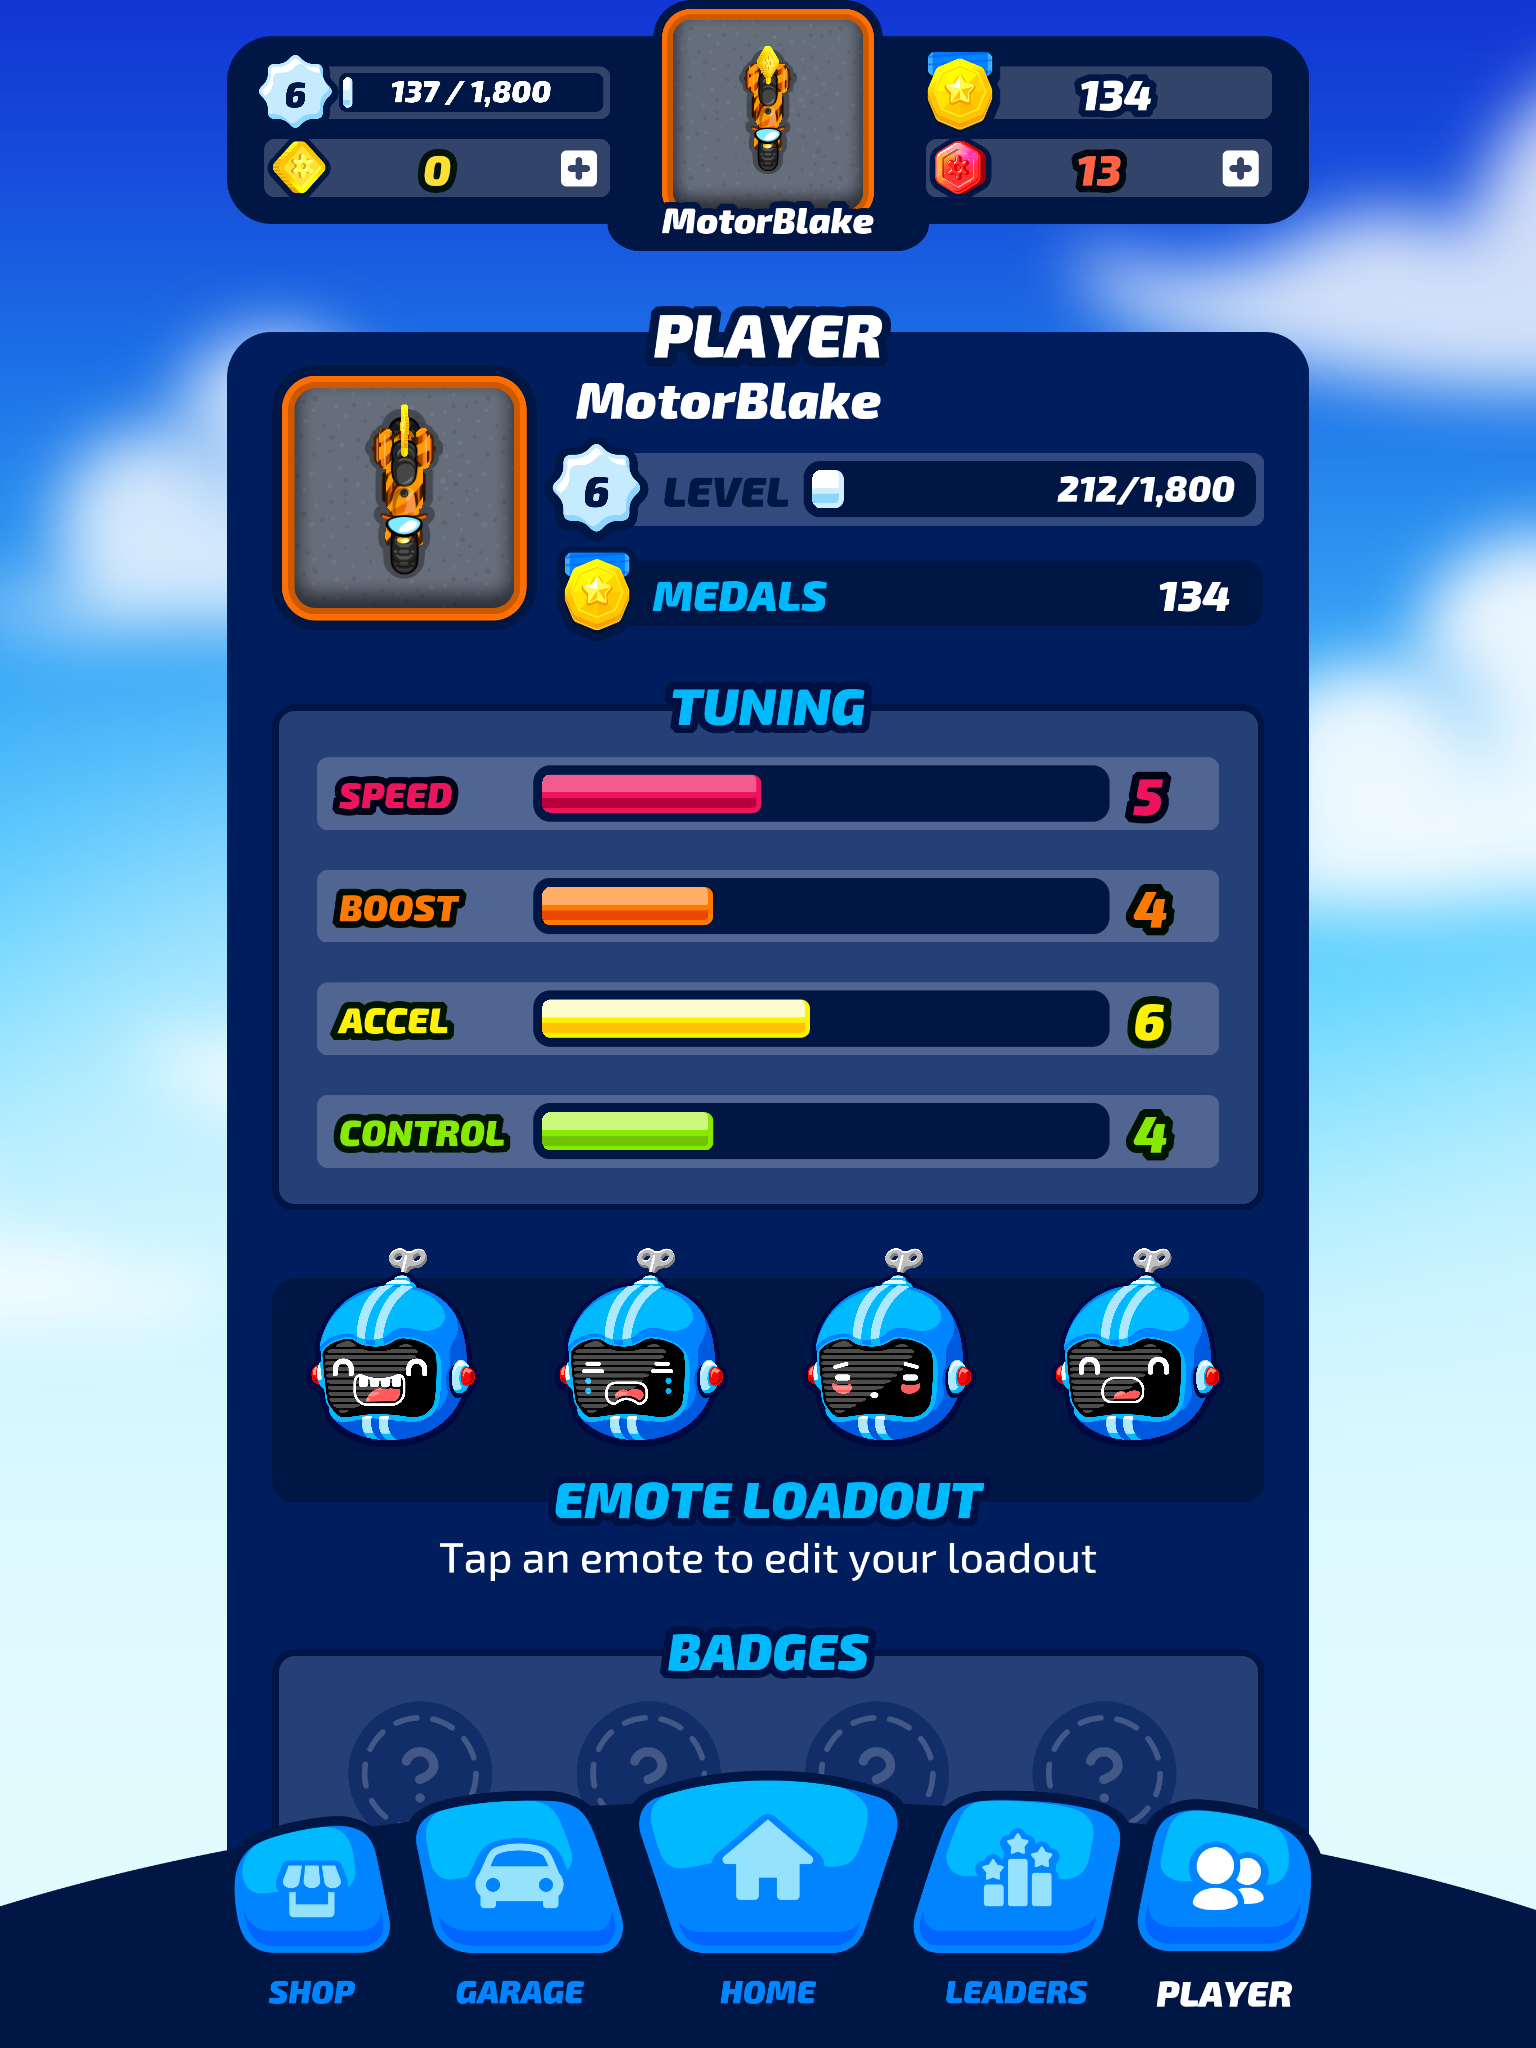 6
137 / 1,800
134
0
13
MotorBlake
PLAYER
MotorBlake
6
LEVEL
212/1,800
MEDALS
134
TUNING
SPEED
5
BOOST
4
ACCEL
6
CONTROL
4
EMOTE LOADOUT
Tap an emote to edit your loadout
BADGES
? ? ? ?
SHOP
GARAGE
HOME
LEADERS
PLAYER